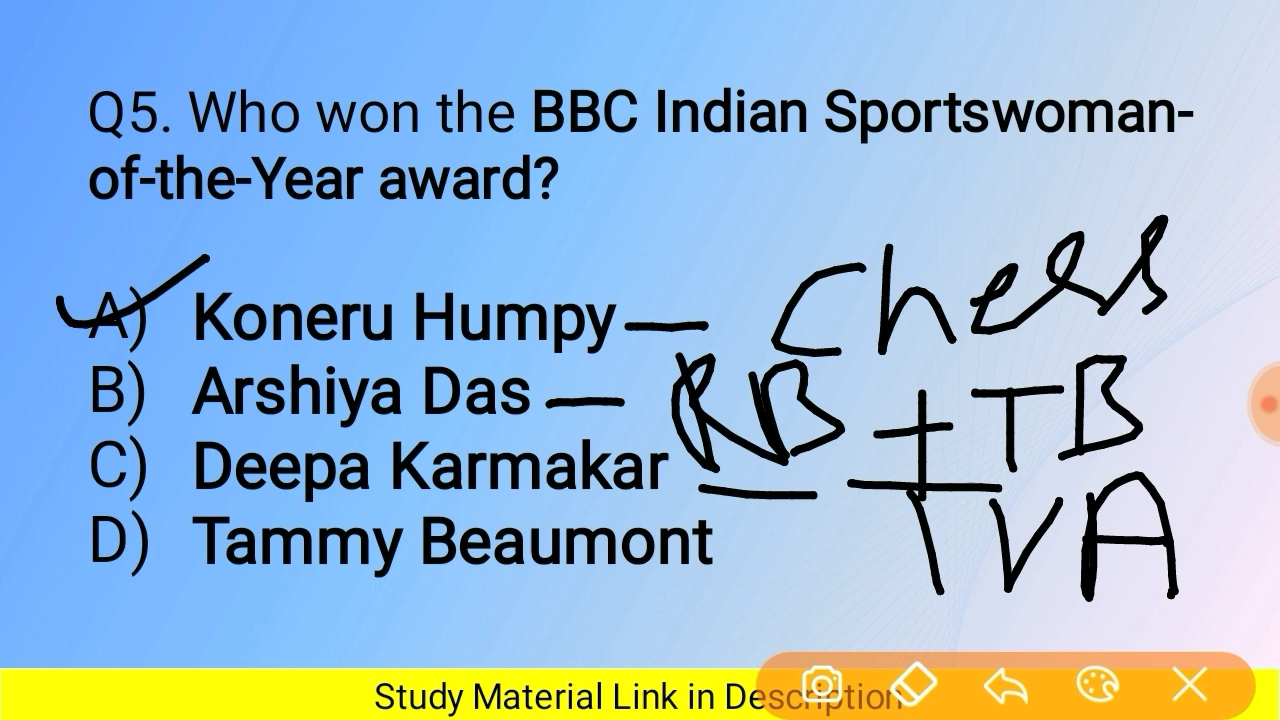 Q5. Who won the BBC Indian Sportswoman-
of-the-Year award?
A) Koneru Humpy — Chess
B) Arshiya Das — RB + TB
C) Deepa Karmakar
D) Tammy Beaumont
Study Material Link in Description